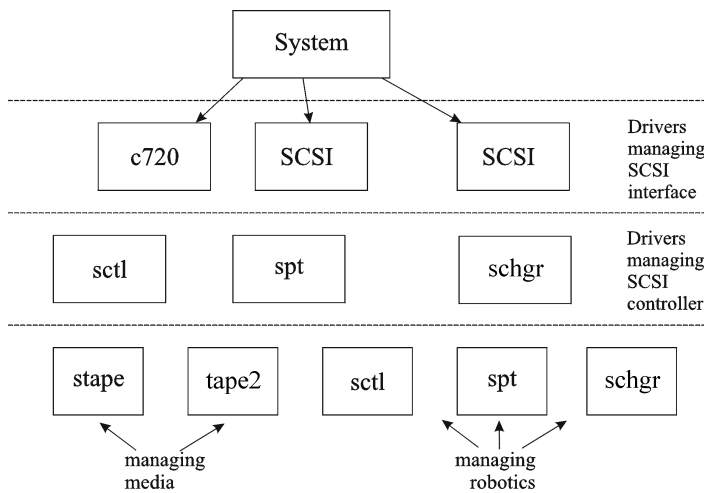 System
c720
SCSI
SCSI
Drivers
managing
SCSI
interface
sctl
spt
schgr
Drivers
managing
SCSI
controller
stape
tape2
sctl
spt
schgr
managing
media
managing
robotics